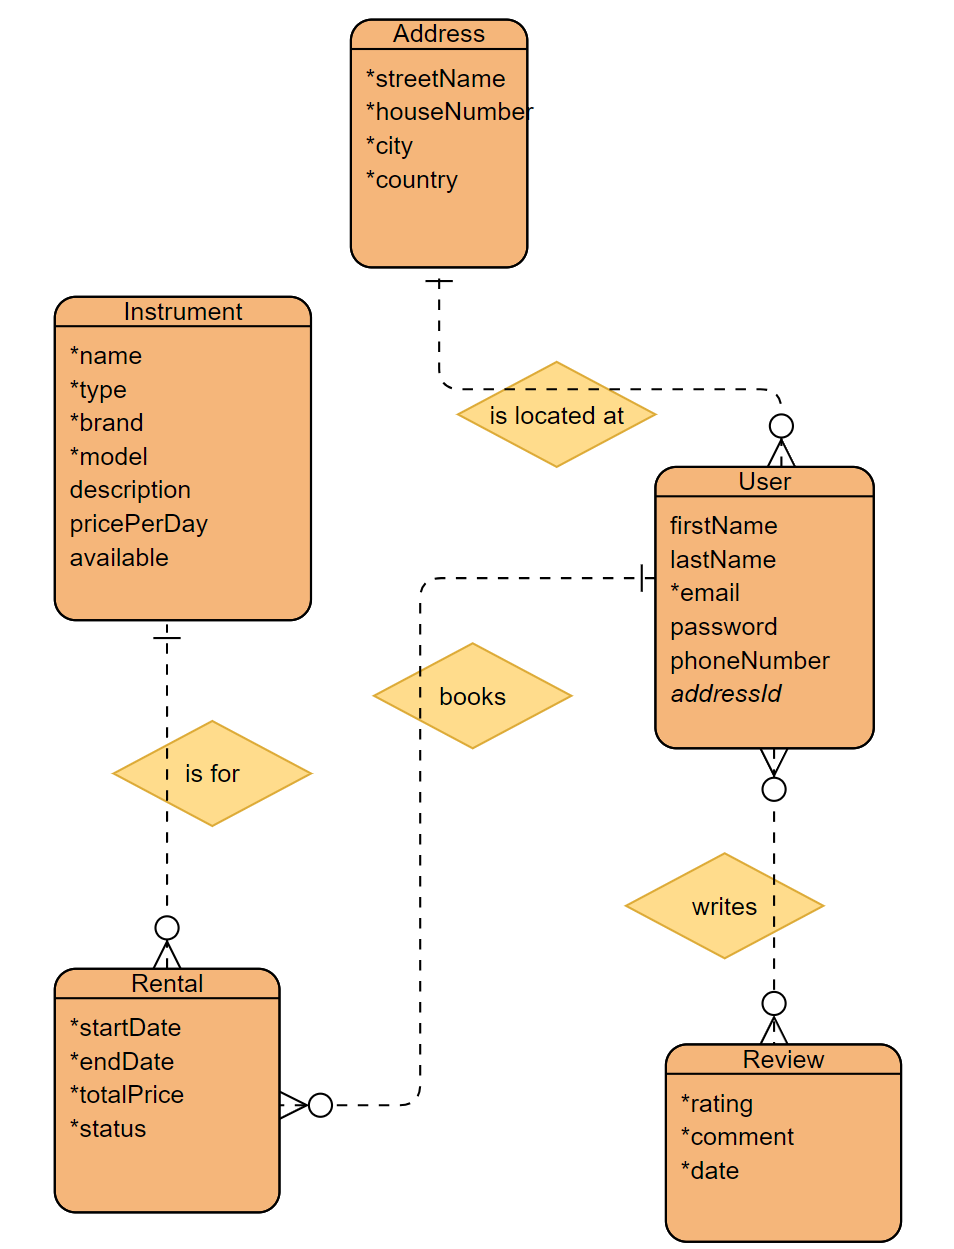 Address
*streetName
*houseNumber
*city
*country
Instrument
*name
*type
*brand
*model
description
pricePerDay
available
is located at
User
firstName
lastName
*email
password
phoneNumber
addressId
books
is for
writes
Rental
*startDate
*endDate
*totalPrice
*status
Review
*rating
*comment
*date